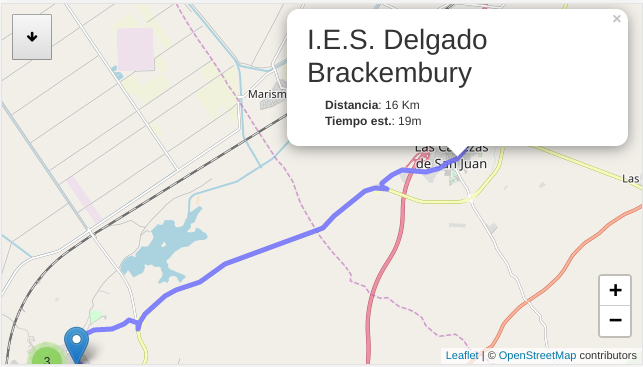 I.E.S. Delgado
Brackembury
×
Distancia: 16 Km
Tiempo est.: 19m
Marism
Las Cabezas
de San Juan
Las
+
−
3
Leaflet | © OpenStreetMap contributors